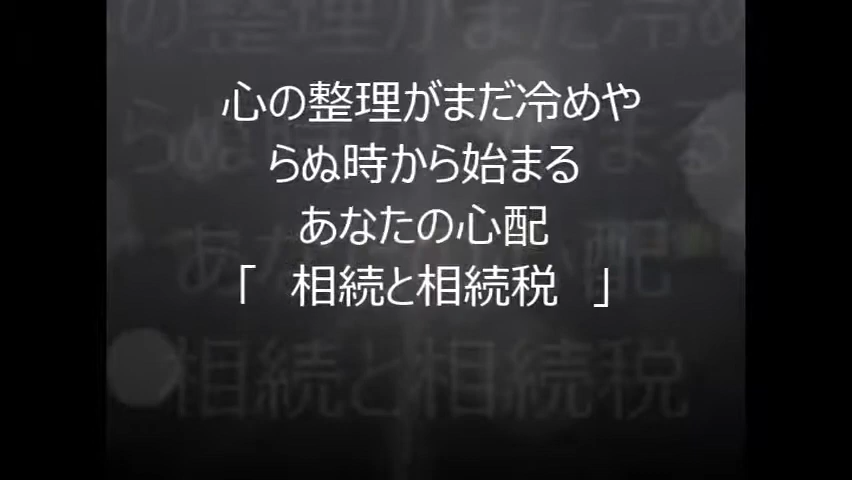 心の整理がまだ冷めや
らぬ時から始まる
あなたの心配
「　相続と相続税　」